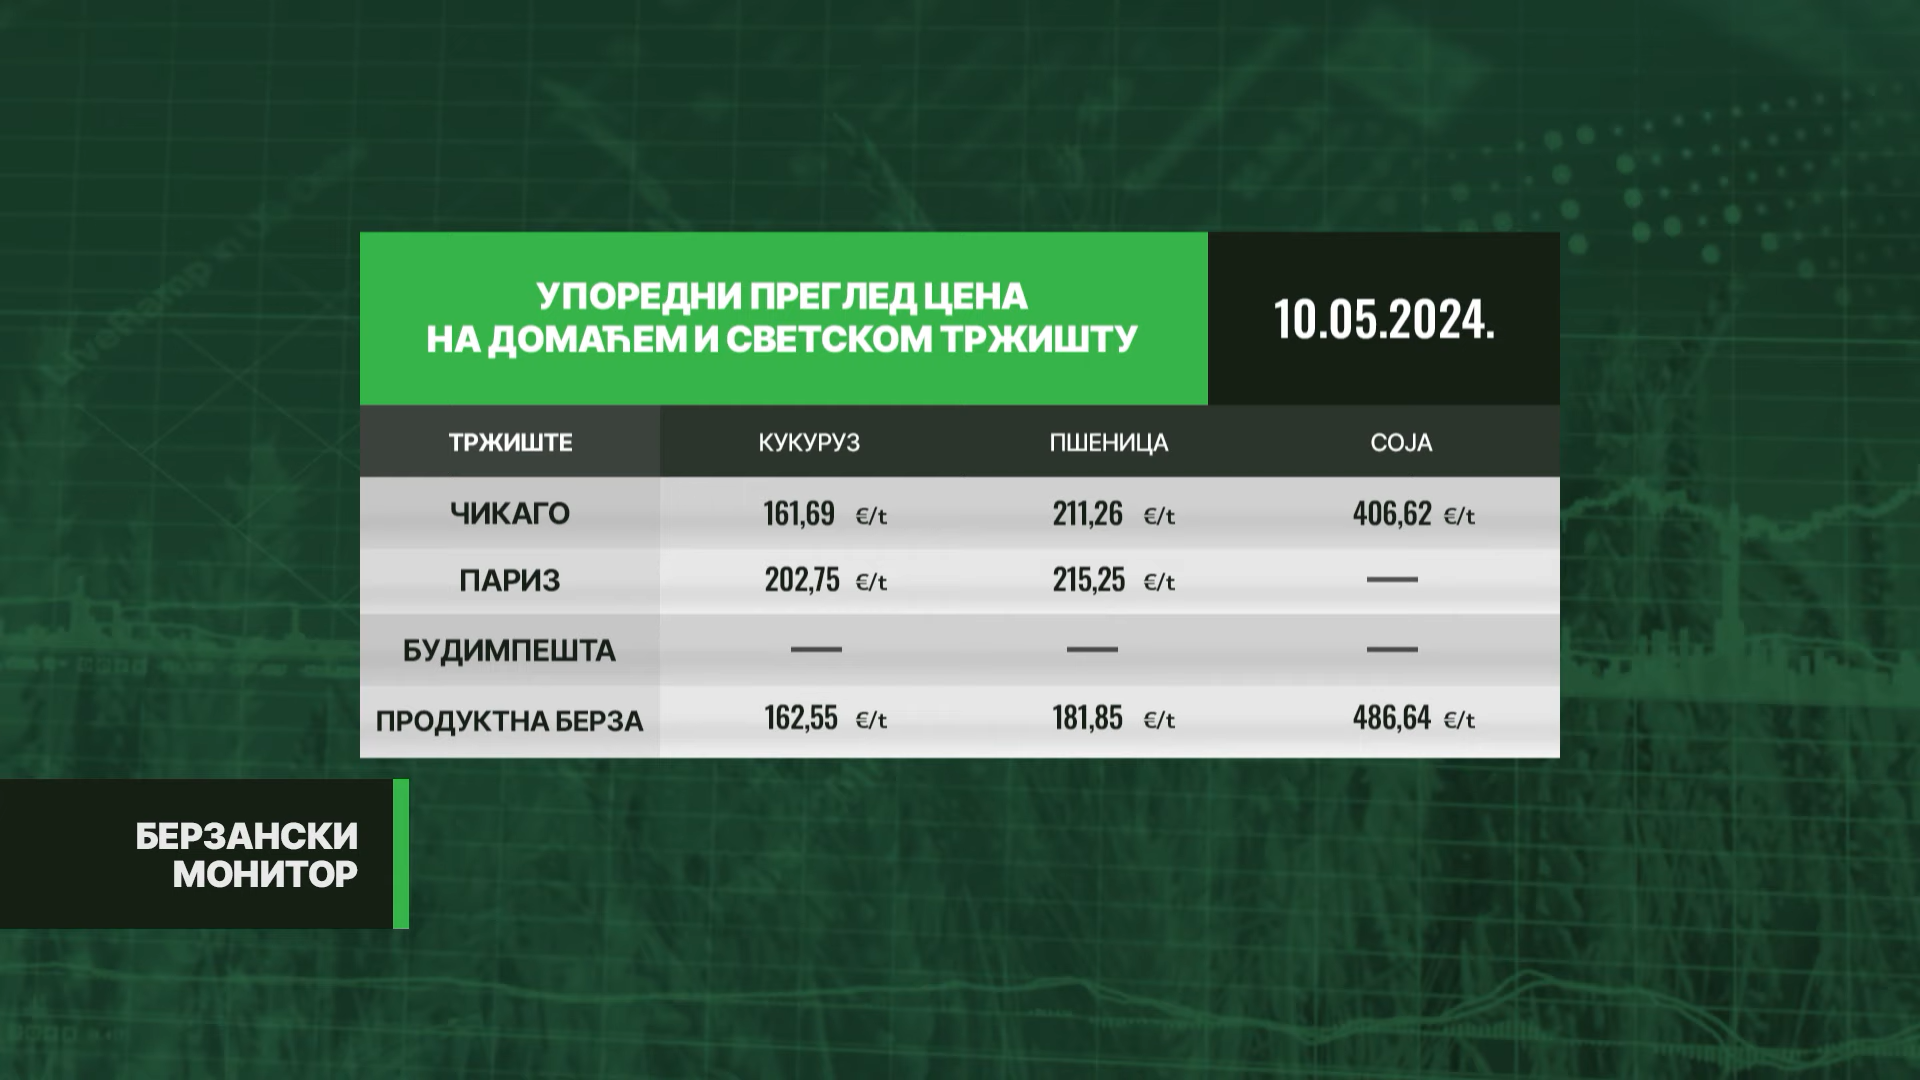 УПОРЕДНИ ПРЕГЛЕД ЦЕНА
НА ДОМАЋЕМ И СВЕТСКОМ ТРЖИШТУ
10.05.2024.
ТРЖИШТЕ КУКУРУЗ ПШЕНИЦА СОЈА
ЧИКАГО 161,69 €/t 211,26 €/t 406,62 €/t
ПАРИЗ 202,75 €/t 215,25 €/t —
БУДИМПЕШТА — — —
ПРОДУКТНА БЕРЗА 162,55 €/t 181,85 €/t 486,64 €/t
БЕРЗАНСКИ
МОНИТОР